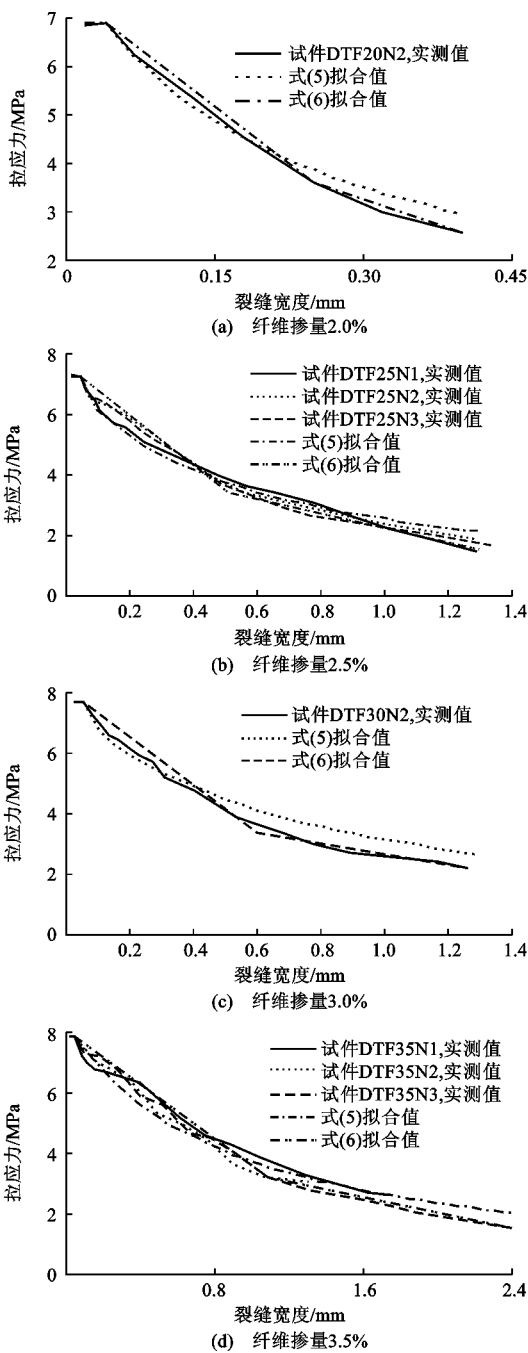 7
6
5
4
3
2
拉应力/MPa
试件DTF20N2,实测值
式(5)拟合值
式(6)拟合值
0
0.15
0.30
0.45
裂缝宽度/mm
(a) 纤维掺量2.0%
8
6
4
2
0
拉应力/MPa
试件DTF25N1,实测值
试件DTF25N2,实测值
试件DTF25N3,实测值
式(5)拟合值
式(6)拟合值
0.2
0.4
0.6
0.8
1.0
1.2
1.4
裂缝宽度/mm
(b) 纤维掺量2.5%
8
6
4
2
0
拉应力/MPa
试件DTF30N2,实测值
式(5)拟合值
式(6)拟合值
0.2
0.4
0.6
0.8
1.0
1.2
1.4
裂缝宽度/mm
(c) 纤维掺量3.0%
8
6
4
2
0
拉应力/MPa
试件DTF35N1,实测值
试件DTF35N2,实测值
试件DTF35N3,实测值
式(5)拟合值
式(6)拟合值
0.8
1.6
2.4
裂缝宽度/mm
(d) 纤维掺量3.5%